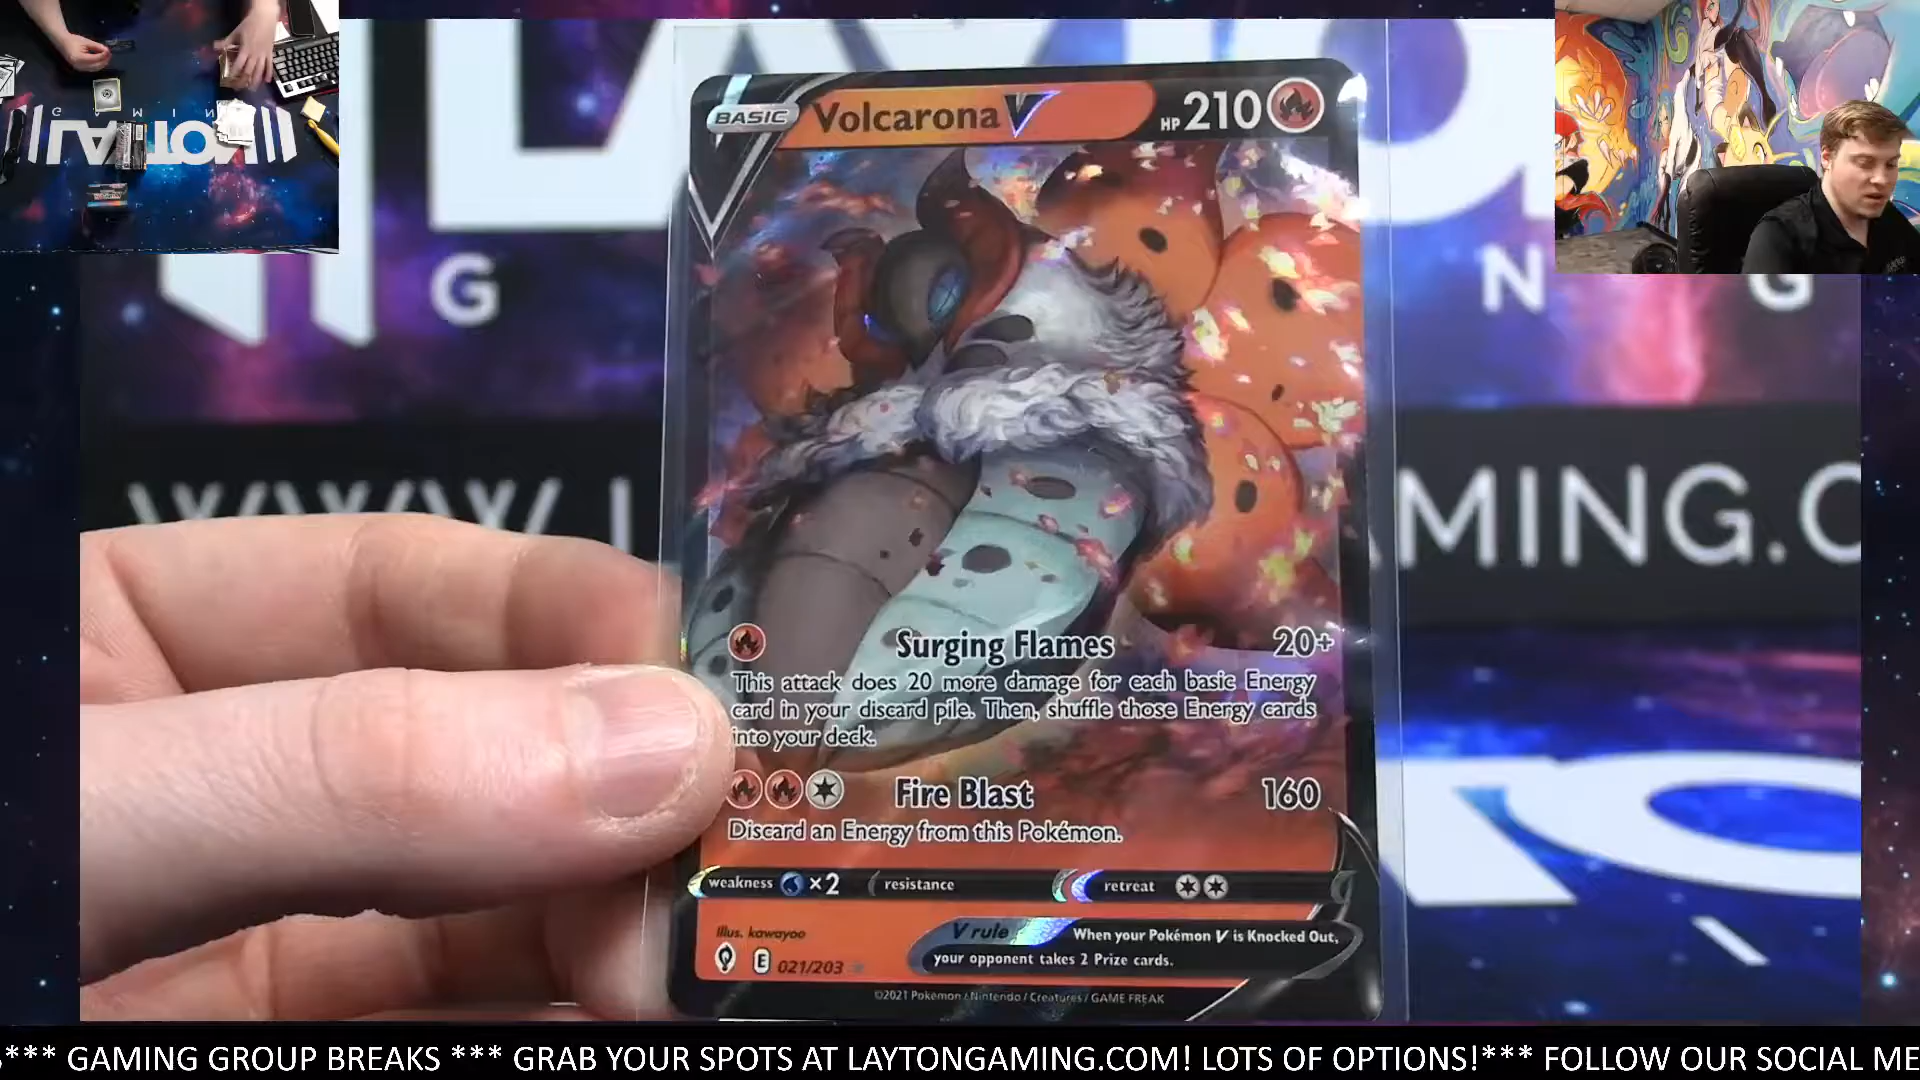 BASIC Volcarona V HP 210
Surging Flames 20+
This attack does 20 more damage for each basic Energy
card in your discard pile. Then, shuffle those Energy cards
into your deck.
Fire Blast 160
Discard an Energy from this Pokémon.
weakness ×2 resistance retreat
Illus. kawayoo
V rule When your Pokémon V is Knocked Out,
your opponent takes 2 Prize cards.
E 021/203
©2021 Pokémon / Nintendo / Creatures / GAME FREAK
G N G
WWW.L AMING.C
*** GAMING GROUP BREAKS *** GRAB YOUR SPOTS AT LAYTONGAMING.COM! LOTS OF OPTIONS!*** FOLLOW OUR SOCIAL ME